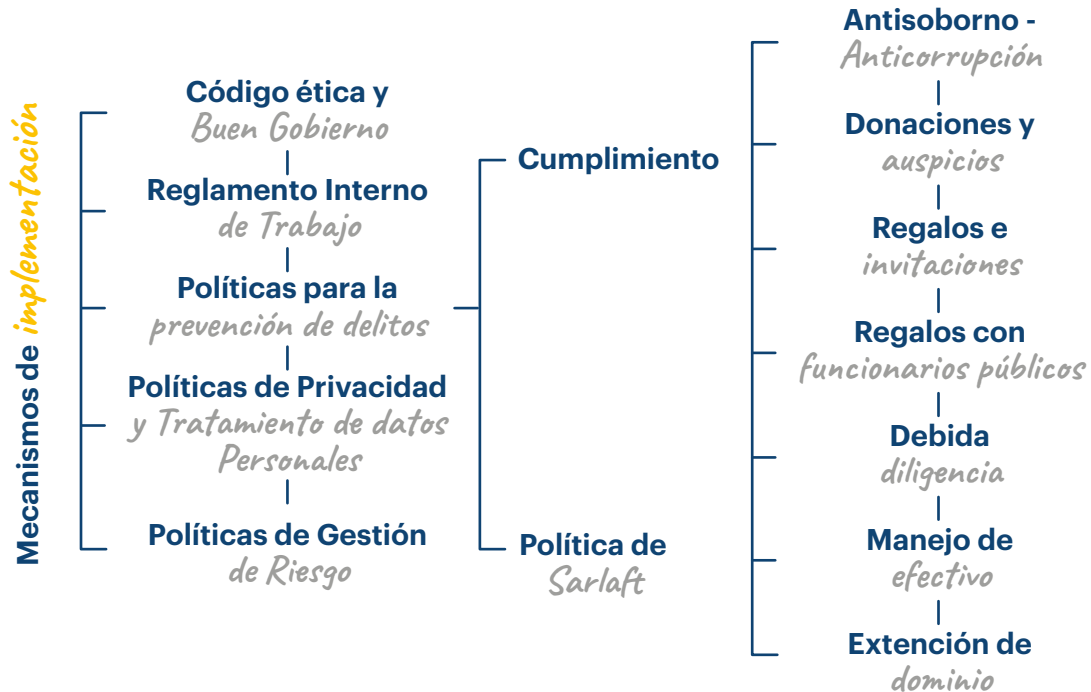 Mecanismos de implementación
Código ética y
Buen Gobierno
Reglamento Interno
de Trabajo
Políticas para la
prevención de delitos
Políticas de Privacidad
y Tratamiento de datos
Personales
Políticas de Gestión
de Riesgo
Cumplimiento
Política de
Sarlaft
Antisoborno -
Anticorrupción
Donaciones y
auspicios
Regalos e
invitaciones
Regalos con
funcionarios públicos
Debida
diligencia
Manejo de
efectivo
Extención de
dominio